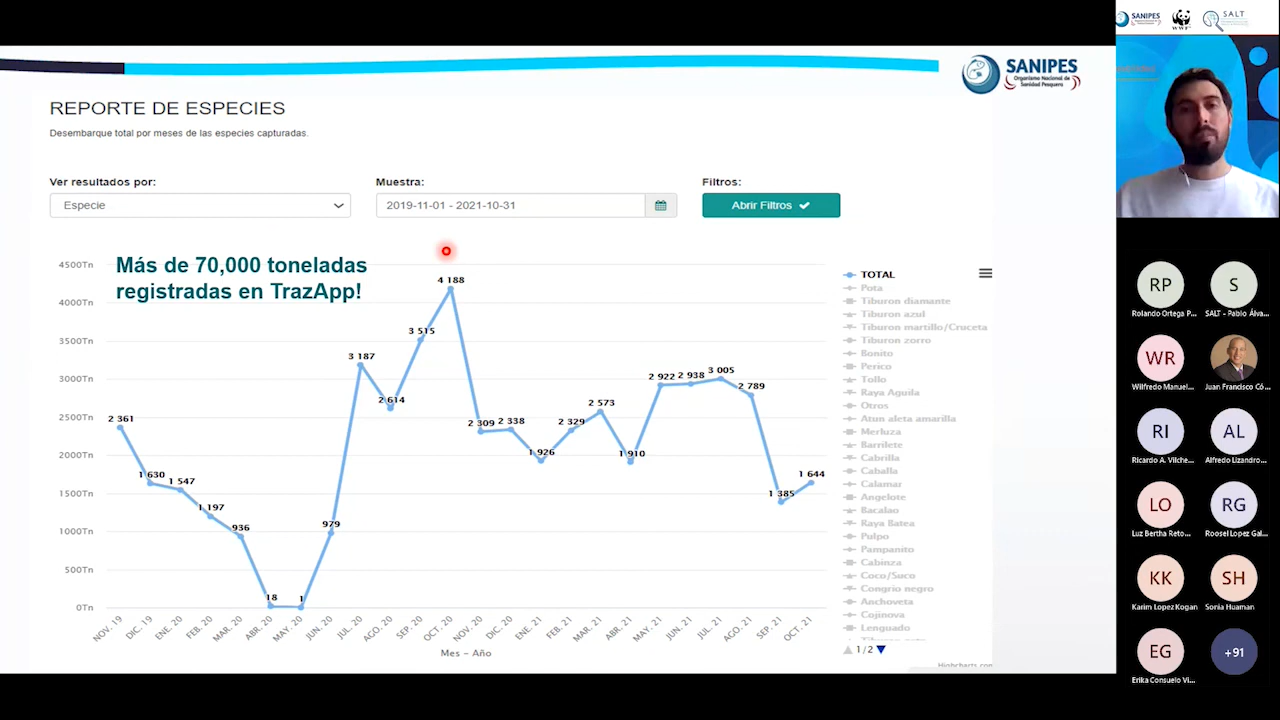 REPORTE DE ESPECIES
Desembarque total por meses de las especies capturadas.
SANIPES
Organismo Nacional de
Sanidad Pesquera
Ver resultados por:
Especie
Muestra:
2019-11-01 - 2021-10-31
Filtros:
Abrir Filtros
Más de 70,000 toneladas
registradas en TrazApp!
4500Tn
4000Tn
3500Tn
3000Tn
2500Tn
2000Tn
1500Tn
1000Tn
500Tn
0Tn
2 361
1 630
1 547
1 197
936
18
1
979
3 187
2 614
3 515
4 188
2 309
2 338
1 926
2 329
2 573
1 910
2 922
2 938
3 005
2 789
1 385
1 644
NOV. 19
DIC. 19
ENE. 20
FEB. 20
MAR. 20
ABR. 20
MAY. 20
JUN. 20
JUL. 20
AGO. 20
SEP. 20
OCT. 20
NOV. 20
DIC. 20
ENE. 21
FEB. 21
MAR. 21
ABR. 21
MAY. 21
JUN. 21
JUL. 21
AGO. 21
SEP. 21
OCT. 21
Mes - Año
TOTAL
Pota
Tiburon diamante
Tiburon azul
Tiburon martillo/Cruceta
Tiburon zorro
Bonito
Perico
Tollo
Raya Aguila
Otros
Atun aleta amarilla
Merluza
Barrilete
Cabrilla
Caballa
Calamar
Angelote
Bacalao
Raya Batea
Pulpo
Pampanito
Cabinza
Coco/Suco
Congrio negro
Anchoveta
Cojinova
Lenguado
1/2
Highcharts.com
SANIPES
WWF
SALT
RP
Rolando Ortega P...
S
SALT - Pablo Álva...
WR
Wilfredo Manuel...
Juan Francisco Có...
RI
Ricardo A. Vilche...
AL
Alfredo Lizandro...
LO
Luz Bertha Reto...
RG
Roosel Lopez Gal...
KK
Karim Lopez Kogan
SH
Sonia Huaman
EG
Erika Consuelo Vi...
+91